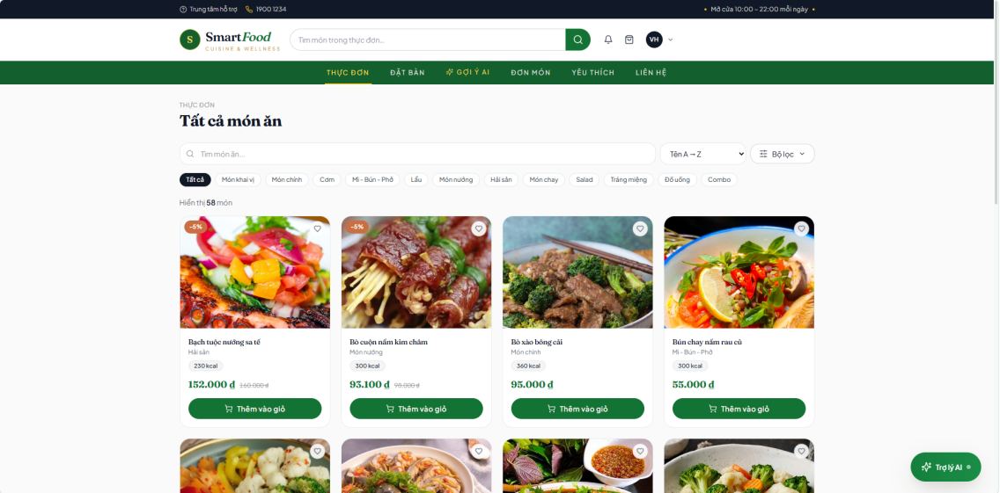 Trung tâm hỗ trợ 1900 1234
• Mở cửa 10:00 – 22:00 mỗi ngày •
S
SmartFood
CUISINE & WELLNESS
Tìm món trong thực đơn...
VH
THỰC ĐƠN ĐẶT BÀN GỢI Ý AI ĐƠN MÓN YÊU THÍCH LIÊN HỆ
THỰC ĐƠN
Tất cả món ăn
Tìm món ăn...
Tên A → Z
Bộ lọc
Tất cả Món khai vị Món chính Cơm Mì - Bún - Phở Lẩu Món nướng Hải sản Món chay Salad Tráng miệng Đồ uống Combo
Hiển thị 58 món
-5%
Bạch tuộc nướng sa tế
Hải sản
230 kcal
152.000 ₫ 160.000 ₫
Thêm vào giỏ
-5%
Bò cuộn nấm kim châm
Món nướng
300 kcal
93.100 ₫ 98.000 ₫
Thêm vào giỏ
Bò xào bông cải
Món chính
360 kcal
95.000 ₫
Thêm vào giỏ
Bún chay nấm rau củ
Mì - Bún - Phở
300 kcal
55.000 ₫
Thêm vào giỏ
Trợ lý AI